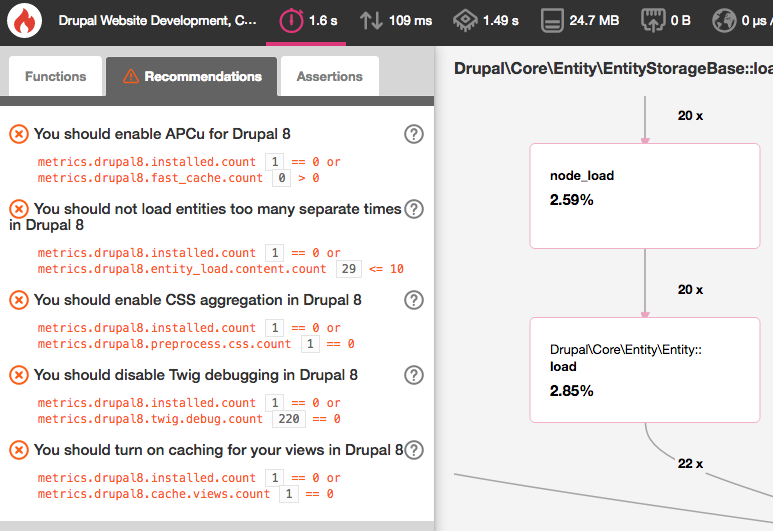 Drupal Website Development, C...
1.6 s
109 ms
1.49 s
24.7 MB
0 B
0 µs /
Functions
Recommendations
Assertions
You should enable APCu for Drupal 8
?
metrics.drupal8.installed.count 1 == 0 or
metrics.drupal8.fast_cache.count 0 > 0
You should not load entities too many separate times
in Drupal 8
?
metrics.drupal8.installed.count 1 == 0 or
metrics.drupal8.entity_load.content.count 29 <= 10
You should enable CSS aggregation in Drupal 8
?
metrics.drupal8.installed.count 1 == 0 or
metrics.drupal8.preprocess.css.count 1 == 0
You should disable Twig debugging in Drupal 8
?
metrics.drupal8.installed.count 1 == 0 or
metrics.drupal8.twig.debug.count 220 == 0
You should turn on caching for your views in Drupal 8
?
metrics.drupal8.installed.count 1 == 0 or
metrics.drupal8.cache.views.count 1 == 0
Drupal\Core\Entity\EntityStorageBase::loa
20 x
node_load
2.59%
20 x
Drupal\Core\Entity\Entity::
load
2.85%
22 x